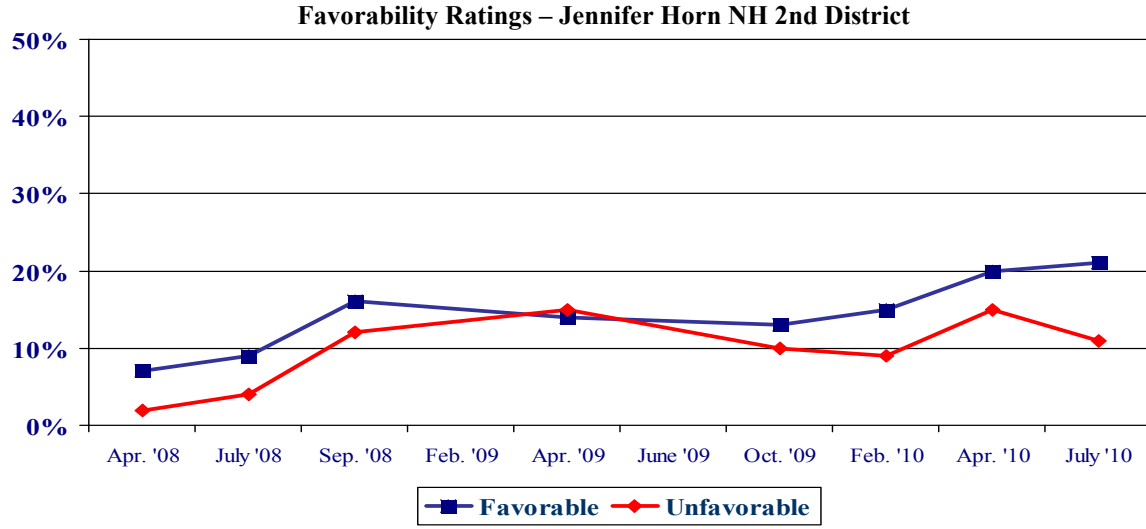 Favorability Ratings – Jennifer Horn NH 2nd District
50%
40%
30%
20%
10%
0%
Apr. '08 July '08 Sep. '08 Feb. '09 Apr. '09 June '09 Oct. '09 Feb. '10 Apr. '10 July '10
Favorable Unfavorable